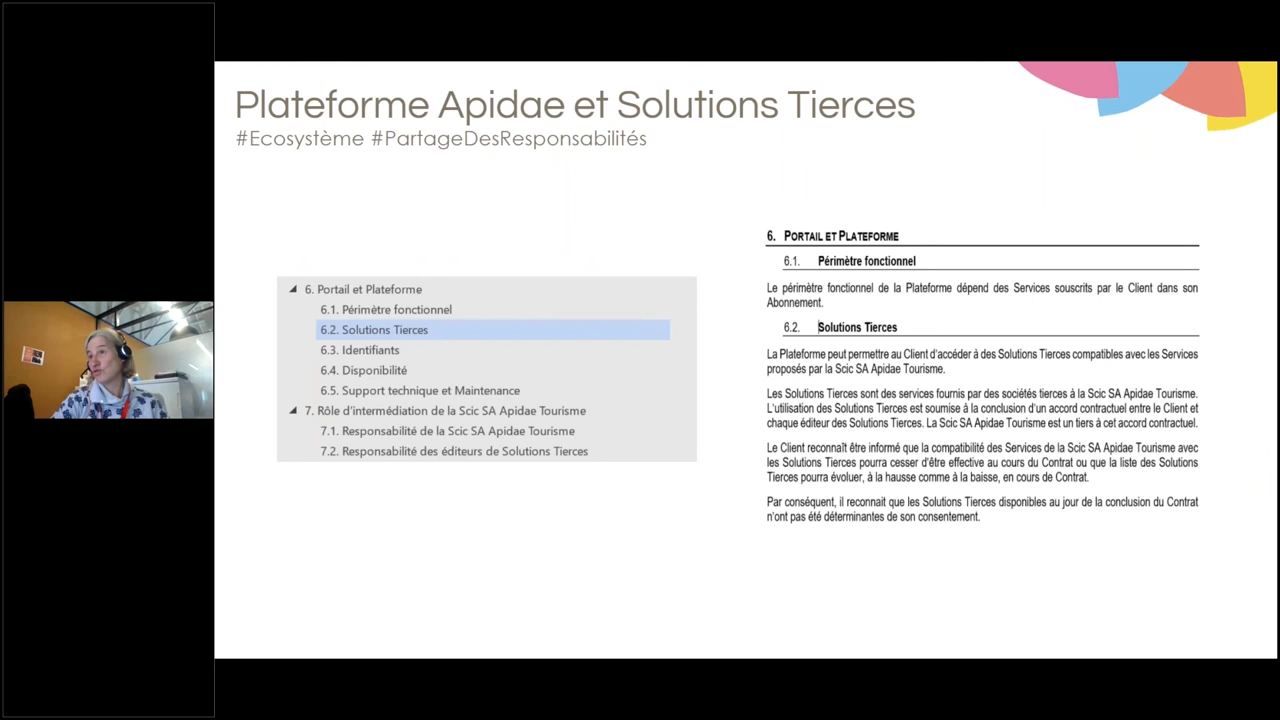 Plateforme Apidae et Solutions Tierces
#Ecosystème #PartageDesResponsabilités
6. Portail et Plateforme
6.1. Périmètre fonctionnel
6.2. Solutions Tierces
6.3. Identifiants
6.4. Disponibilité
6.5. Support technique et Maintenance
7. Rôle d'intermédiation de la Scic SA Apidae Tourisme
7.1. Responsabilité de la Scic SA Apidae Tourisme
7.2. Responsabilité des éditeurs de Solutions Tierces
6. PORTAIL ET PLATEFORME
6.1. Périmètre fonctionnel
Le périmètre fonctionnel de la Plateforme dépend des Services souscrits par le Client dans son
Abonnement.
6.2. Solutions Tierces
La Plateforme peut permettre au Client d'accéder à des Solutions Tierces compatibles avec les Services
proposés par la Scic SA Apidae Tourisme.
Les Solutions Tierces sont des services fournis par des sociétés tierces à la Scic SA Apidae Tourisme.
L'utilisation des Solutions Tierces est soumise à la conclusion d'un accord contractuel entre le Client et
chaque éditeur des Solutions Tierces. La Scic SA Apidae Tourisme est un tiers à cet accord contractuel.
Le Client reconnaît être informé que la compatibilité des Services de la Scic SA Apidae Tourisme avec
les Solutions Tierces pourra cesser d'être effective au cours du Contrat ou que la liste des Solutions
Tierces pourra évoluer, à la hausse comme à la baisse, en cours de Contrat.
Par conséquent, il reconnait que les Solutions Tierces disponibles au jour de la conclusion du Contrat
n'ont pas été déterminantes de son consentement.